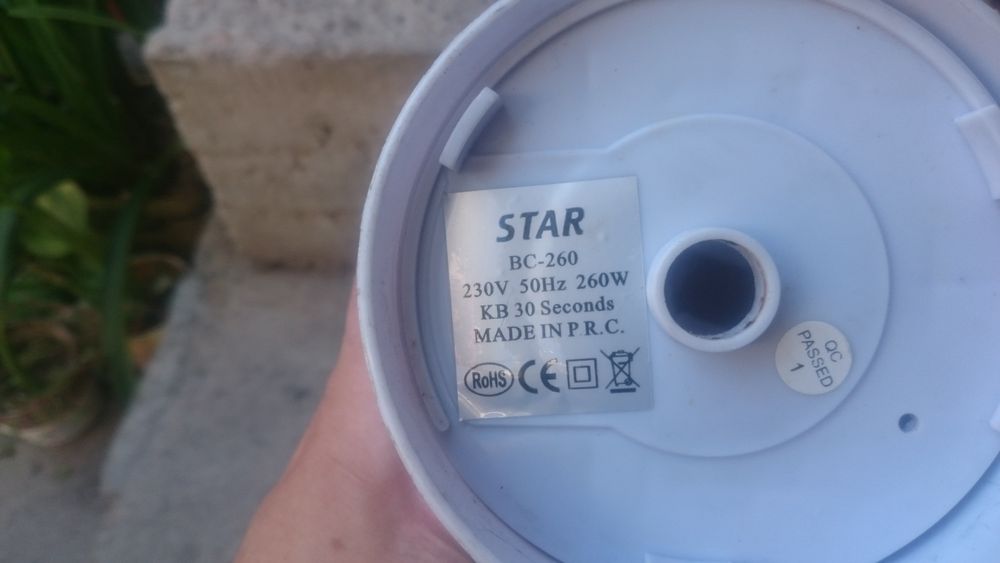 STAR
BC-260
230V 50Hz 260W
KB 30 Seconds
MADE IN P.R.C.
RoHS CE
QC
PASSED
1